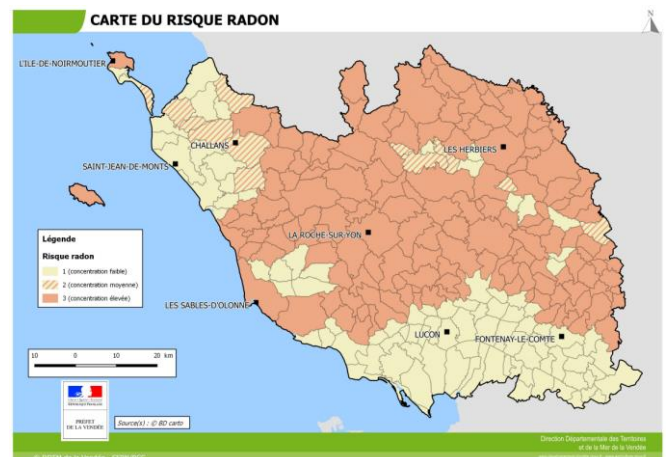 CARTE DU RISQUE RADON
N
L'ILE-DE-NOIRMOUTIER
CHALLANS
LES HERBIERS
SAINT-JEAN-DE-MONTS
LA ROCHE-SUR-YON
Légende
Risque radon
1 (concentration faible)
2 (concentration moyenne)
3 (concentration élevée)
LES SABLES-D'OLONNE
LUCON
FONTENAY-LE-COMTE
10 0 10 20 km
PRÉFET
DE LA VENDÉE
Source(s) : © BD carto
Direction Départementale des Territoires
et de la Mer de la Vendée